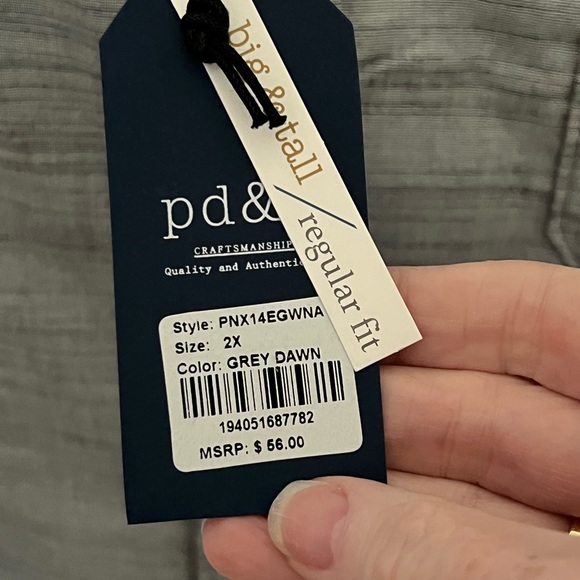 big & tall
regular fit
pd&
CRAFTSMANSHIP
Quality and
Style: PNX14EGWNA
Size: 2X
Color: GREY DAWN
194051687782
MSRP: $ 56.00